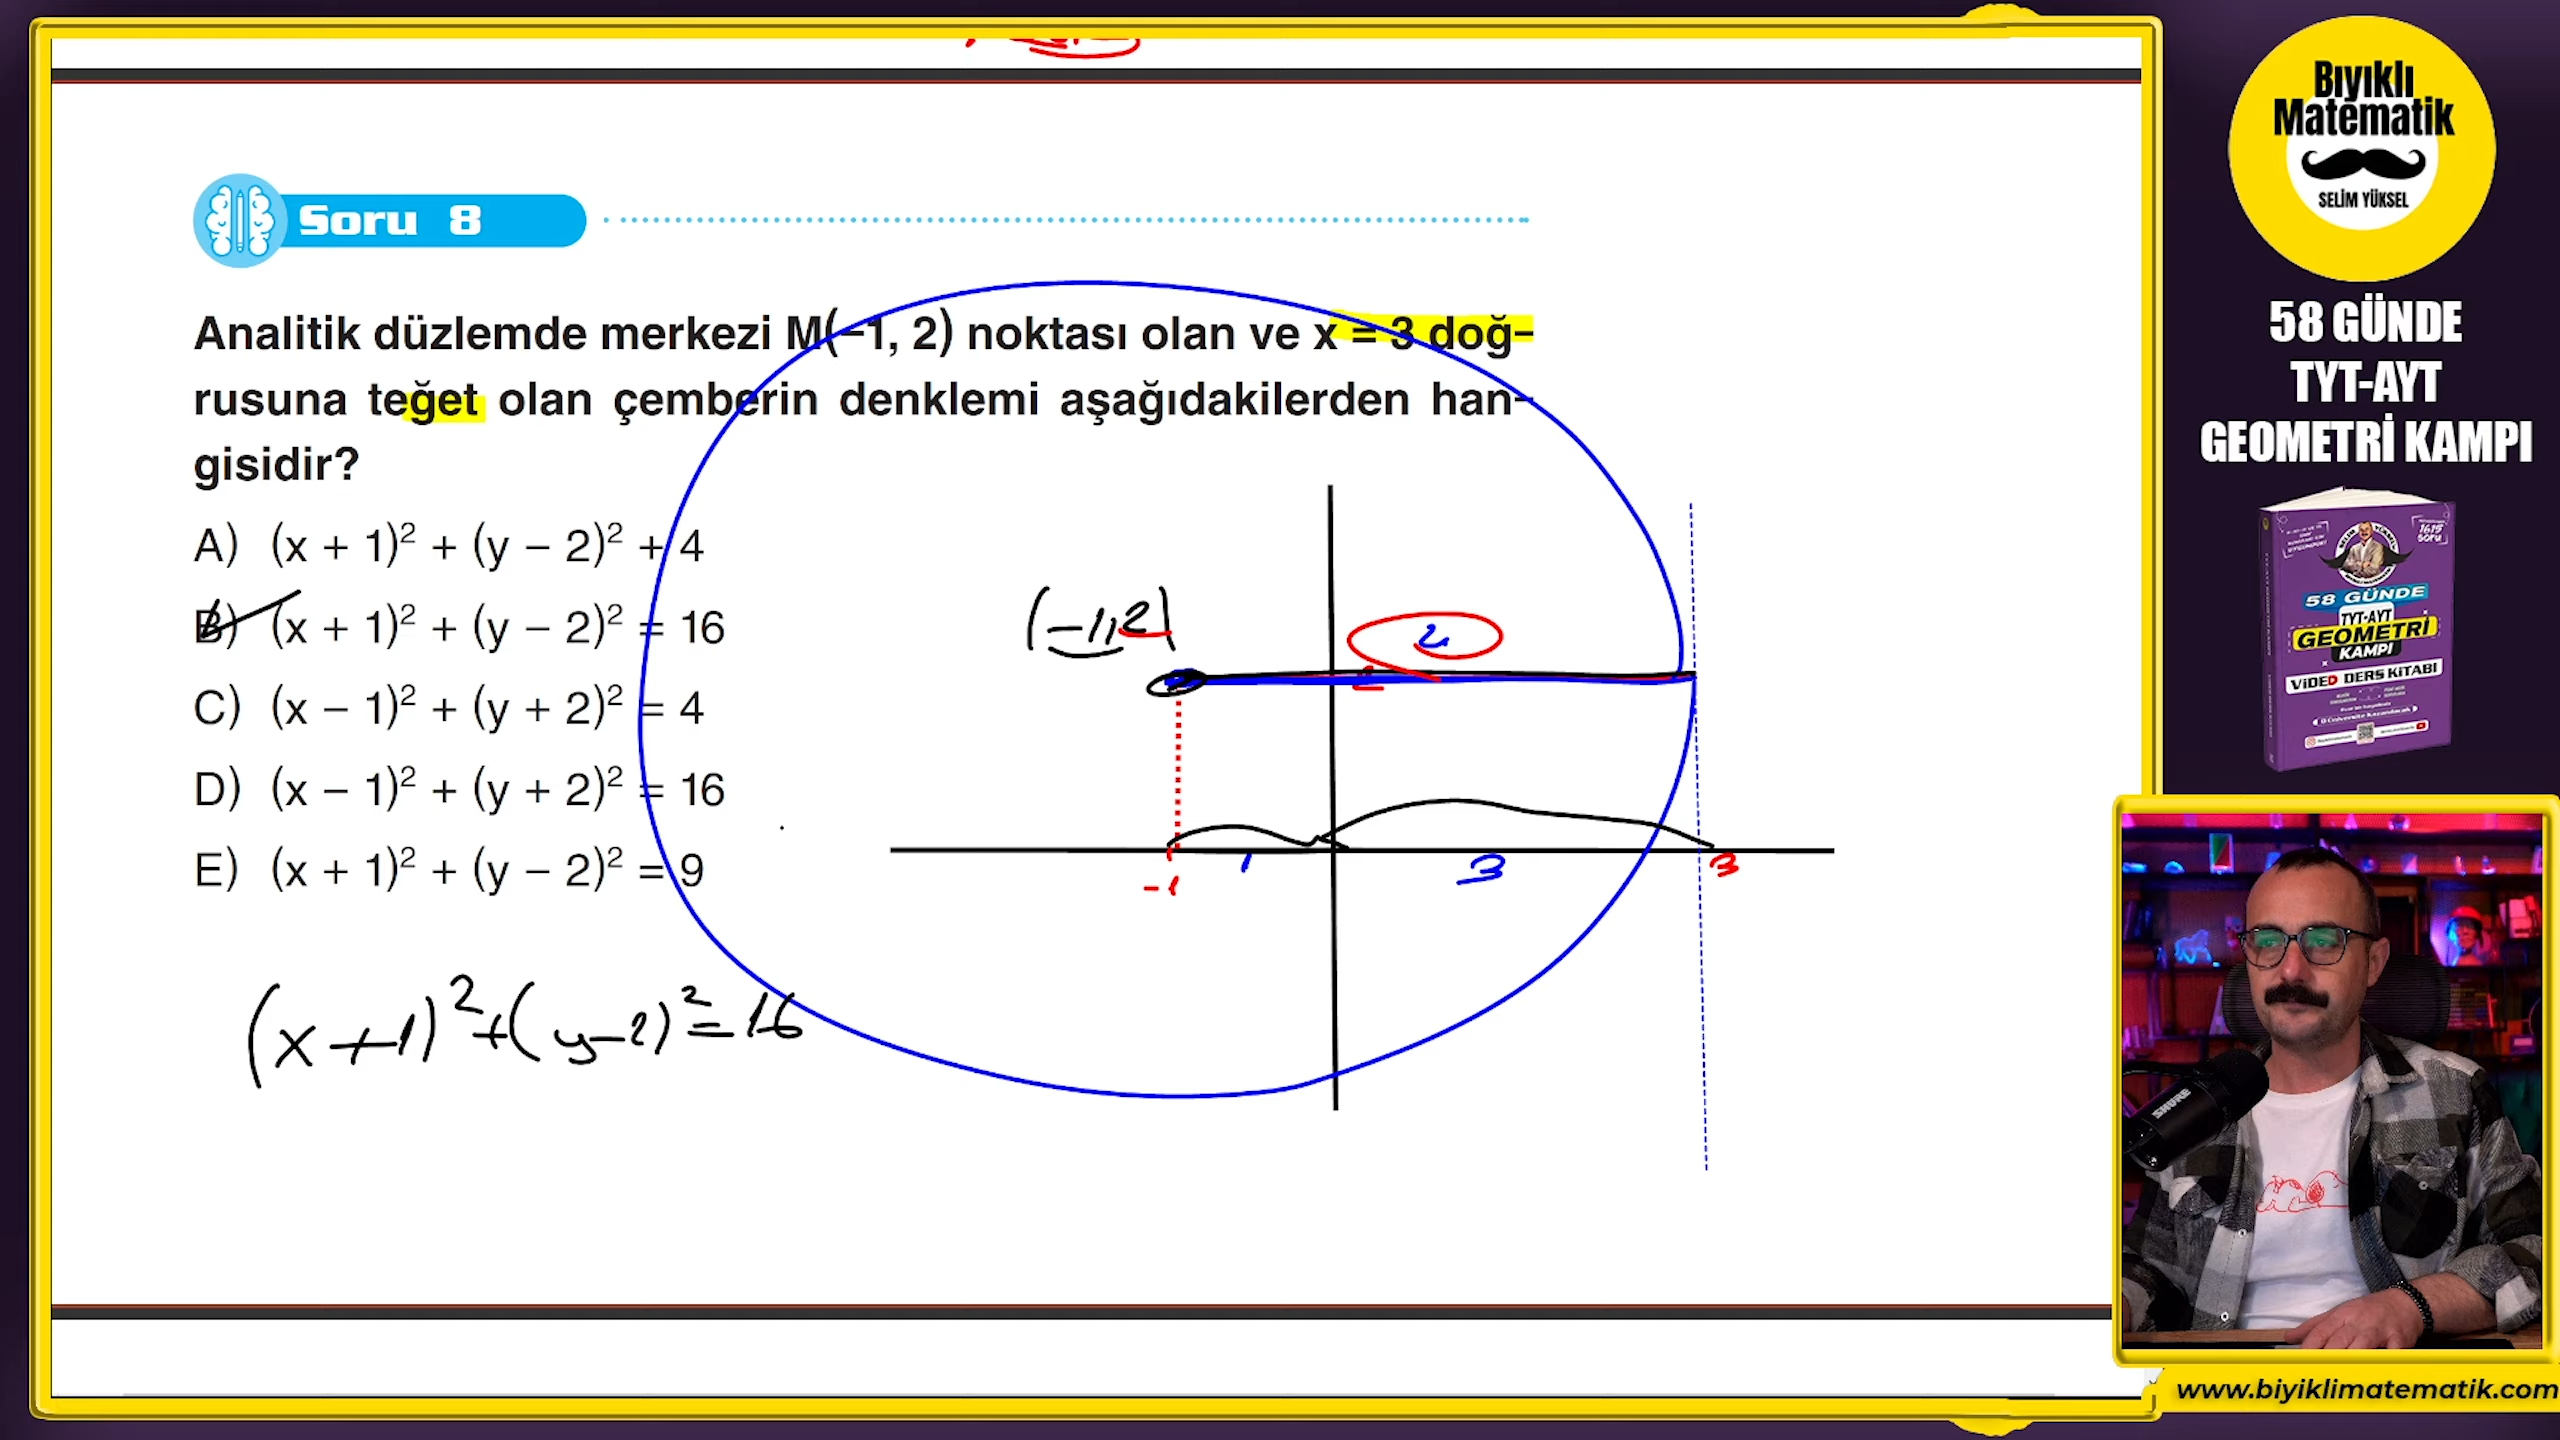 Soru 8
Analitik düzlemde merkezi M(–1, 2) noktası olan ve x = 3 doğ-
rusuna teğet olan çemberin denklemi aşağıdakilerden han-
gisidir?
A) (x + 1)² + (y – 2)² + 4
B) (x + 1)² + (y – 2)² = 16
C) (x – 1)² + (y + 2)² = 4
D) (x – 1)² + (y + 2)² = 16
E) (x + 1)² + (y – 2)² = 9
(x+1)²+(y-2)²=16
(-1,2)
-1
1
3
3
Bıyıklı
Matematik
SELİM YÜKSEL
58 GÜNDE
TYT-AYT
GEOMETRİ KAMPI
1615
SORU
58 GÜNDE
TYT-AYT
GEOMETRİ
KAMPI
VİDEO DERS KİTABI
SHURE
www.biyiklimatematik.com